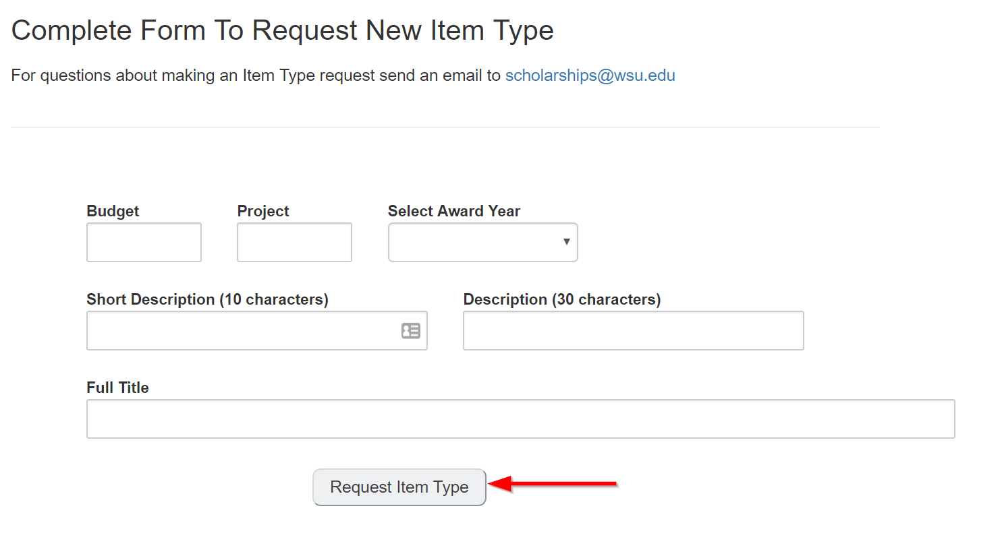 Complete Form To Request New Item Type
For questions about making an Item Type request send an email to scholarships@wsu.edu
Budget Project Select Award Year
Short Description (10 characters) Description (30 characters)
Full Title
Request Item Type